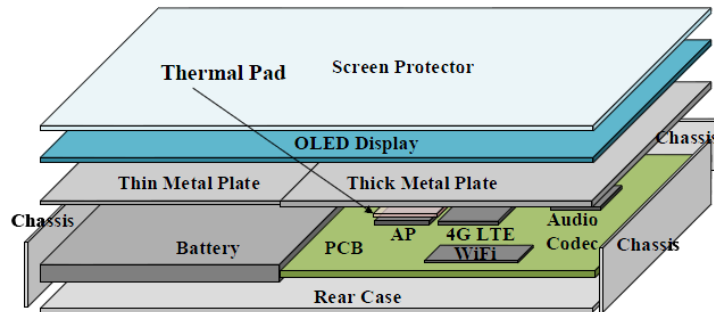 Screen Protector
Thermal Pad
OLED Display
Chassis
Thin Metal Plate
Thick Metal Plate
Chassis
Battery
PCB
AP
4G LTE
Audio
Codec
WiFi
Chassis
Rear Case